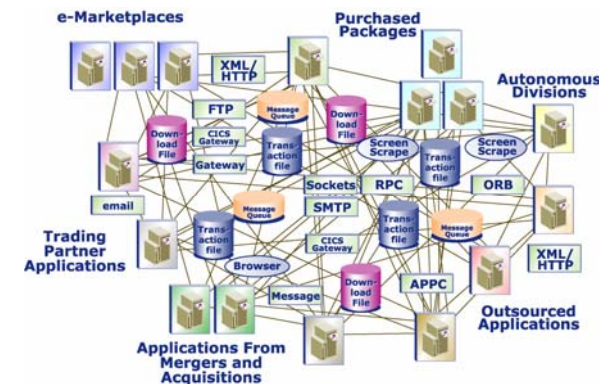 e-Marketplaces
Purchased
Packages
XML/
HTTP
Autonomous
Divisions
FTP
Message
Queue
Down-
load
File
Down-
load
File
CICS
Gateway
Trans-
action
file
Screen
Scrape
Trans-
action
file
Screen
Scrape
Gateway
Sockets
RPC
ORB
email
Message
Queue
SMTP
Trans-
action
file
Trans-
action
file
Message
Queue
Trading
Partner
Applications
CICS
Gateway
XML/
HTTP
Browser
Down-
load
File
APPC
Message
Outsourced
Applications
Applications From
Mergers and
Acquisitions